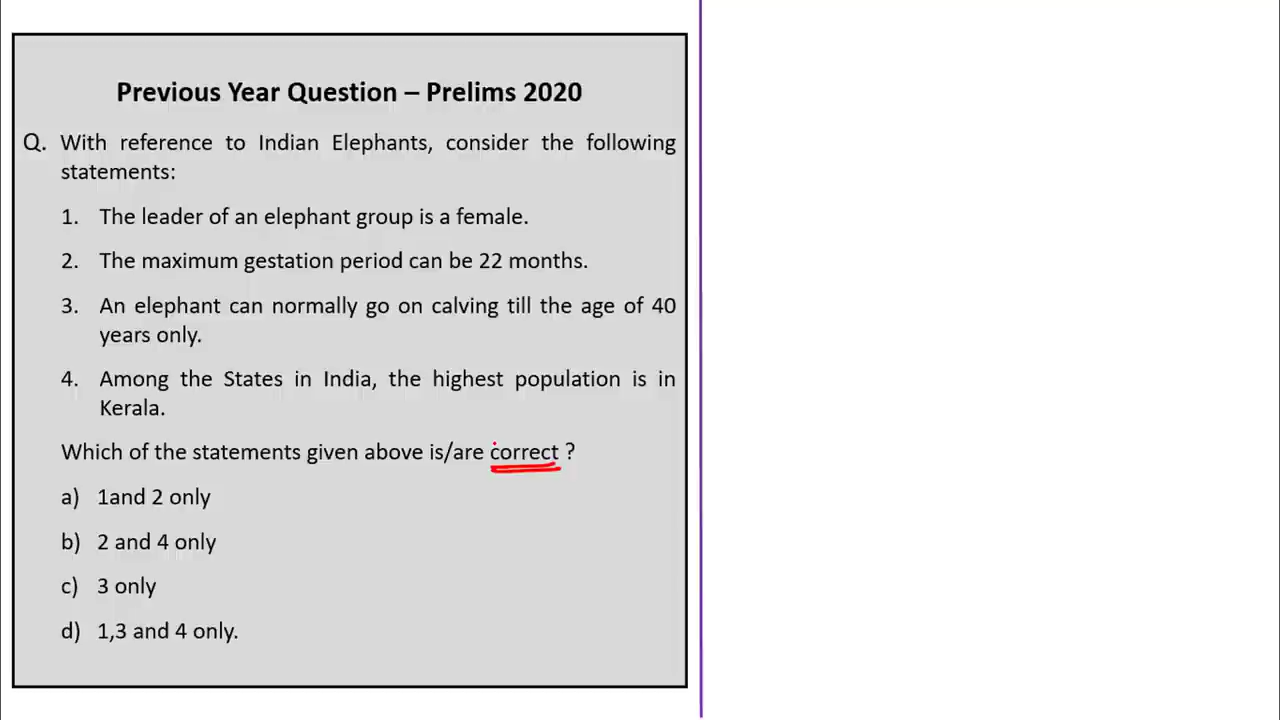 Previous Year Question – Prelims 2020
Q. With reference to Indian Elephants, consider the following
statements:
1. The leader of an elephant group is a female.
2. The maximum gestation period can be 22 months.
3. An elephant can normally go on calving till the age of 40
years only.
4. Among the States in India, the highest population is in
Kerala.
Which of the statements given above is/are correct ?
a) 1and 2 only
b) 2 and 4 only
c) 3 only
d) 1,3 and 4 only.